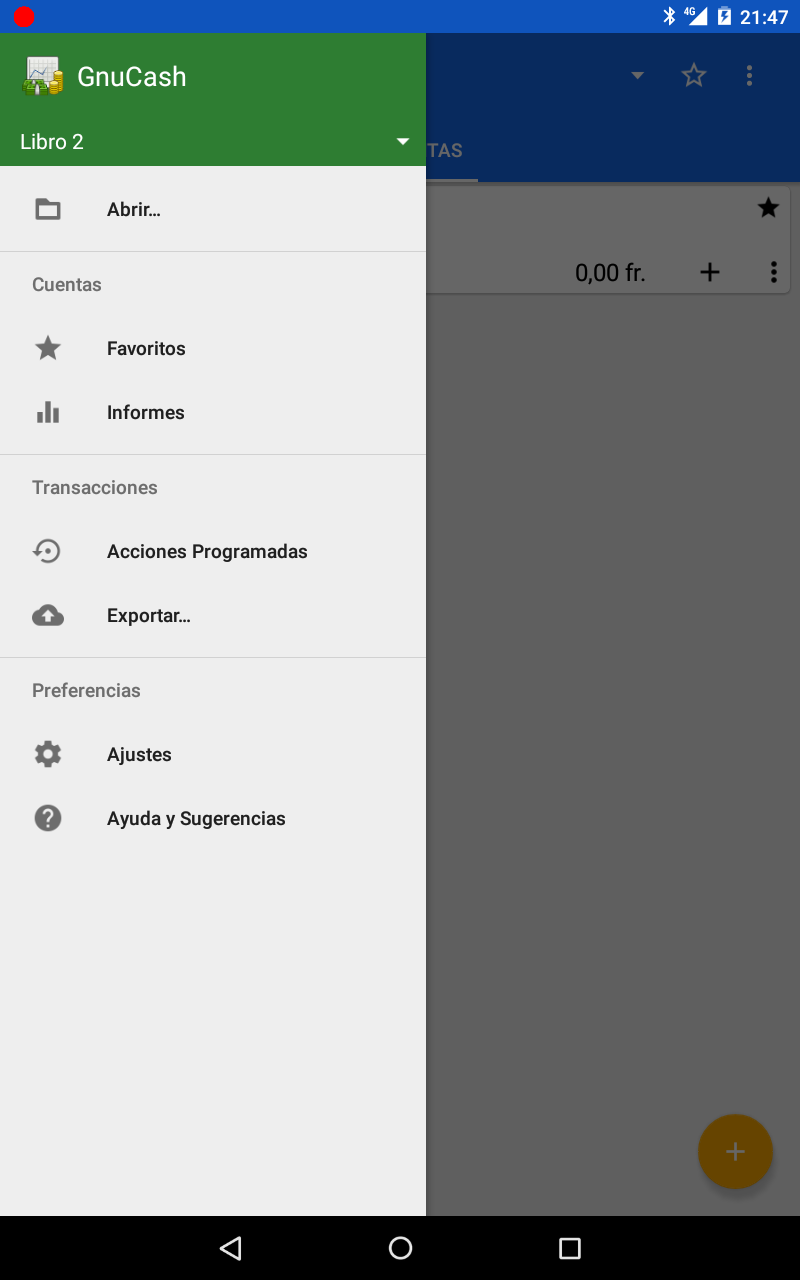 4G 21:47
GnuCash
Libro 2
TAS
Abrir…
0,00 fr.
Cuentas
Favoritos
Informes
Transacciones
Acciones Programadas
Exportar…
Preferencias
Ajustes
Ayuda y Sugerencias